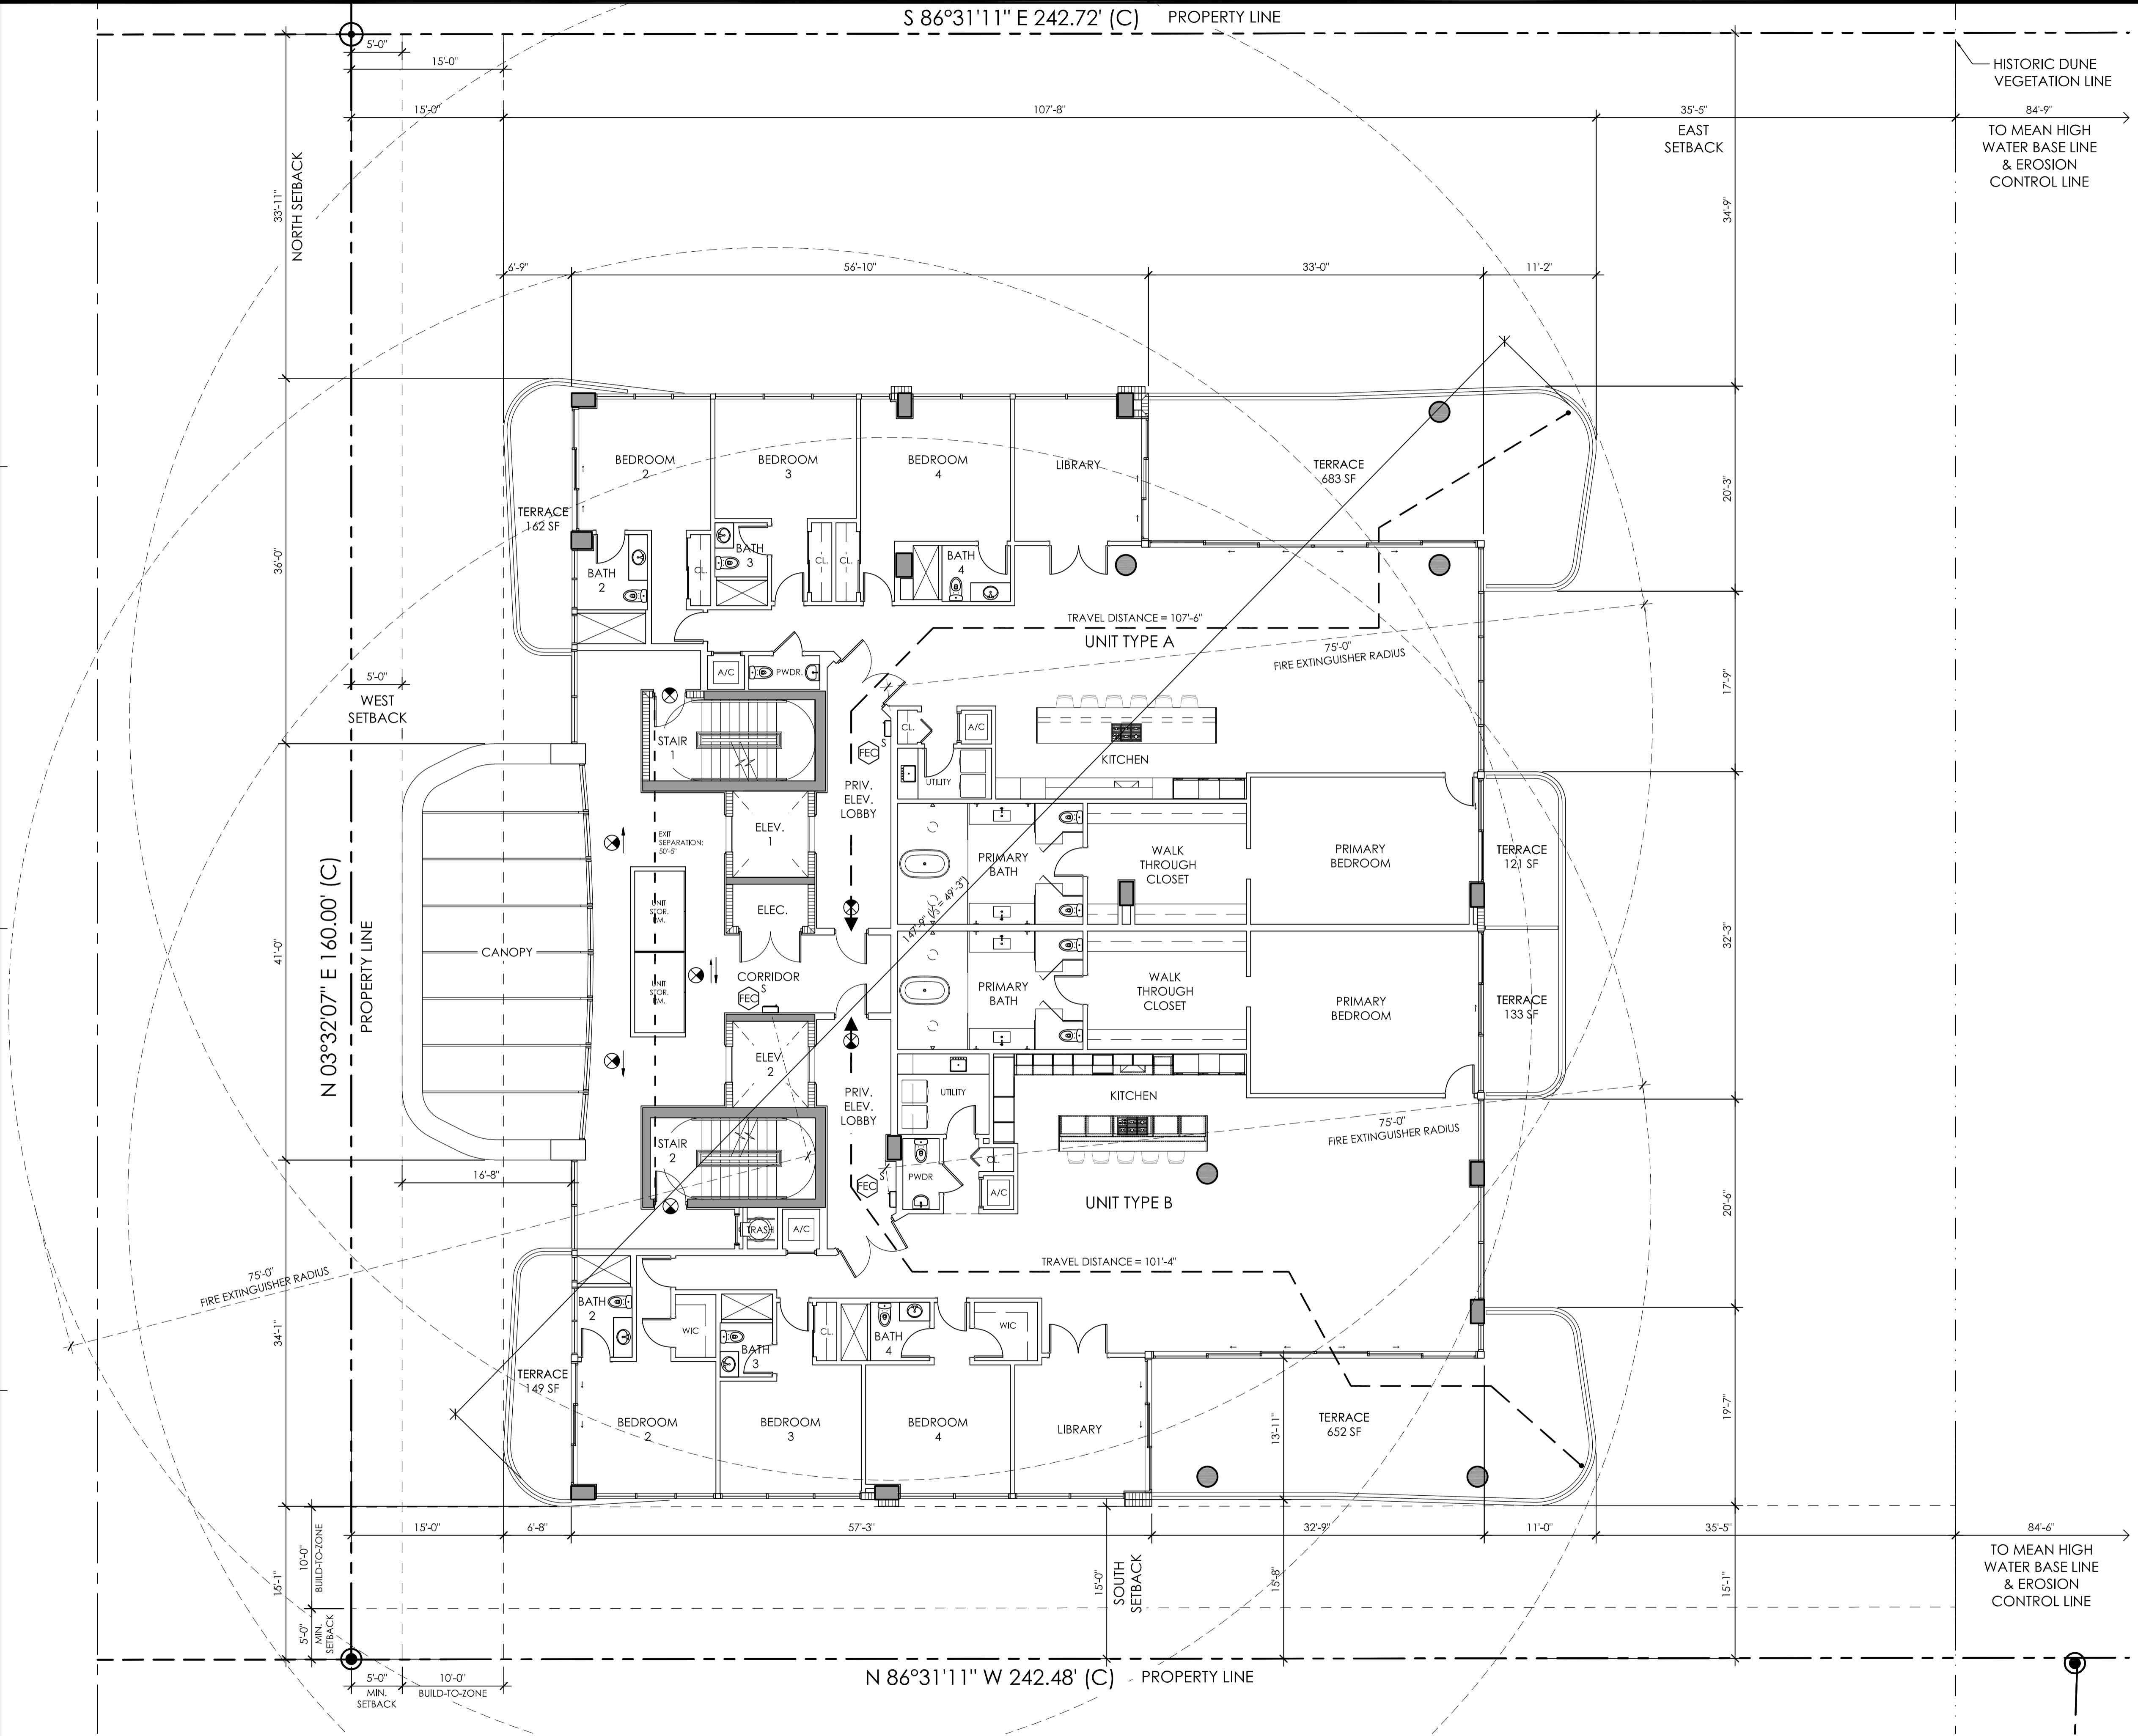 S 86°31'11" E 242.72' (C) PROPERTY LINE
5'-0"
15'-0"
HISTORIC DUNE
VEGETATION LINE
15'-0"
107'-8"
35'-5"
84'-9"
EAST
SETBACK
TO MEAN HIGH
WATER BASE LINE
& EROSION
CONTROL LINE
33'-11"
NORTH SETBACK
34'-9"
6'-9"
56'-10"
33'-0"
11'-2"
BEDROOM
2
BEDROOM
3
BEDROOM
4
LIBRARY
TERRACE
683 SF
20'-3"
TERRACE
162 SF
36'-0"
BATH
2
CL.
BATH
3
CL.
CL.
BATH
4
TRAVEL DISTANCE = 107'-6"
UNIT TYPE A
75'-0"
FIRE EXTINGUISHER RADIUS
A/C
PWDR.
5'-0"
WEST
SETBACK
17'-9"
STAIR
1
FEC
S
CL.
A/C
KITCHEN
UTILITY
PRIV.
ELEV.
LOBBY
ELEV.
1
EXIT
SEPARATION:
50'-5"
PRIMARY
BATH
WALK
THROUGH
CLOSET
PRIMARY
BEDROOM
TERRACE
121 SF
147'-9" (⅓ = 49'-3")
UNIT
STOR.
RM.
ELEC.
N 03°32'07" E 160.00' (C)
PROPERTY LINE
41'-0"
CANOPY
32'-3"
CORRIDOR
S
FEC
UNIT
STOR.
RM.
PRIMARY
BATH
WALK
THROUGH
CLOSET
PRIMARY
BEDROOM
TERRACE
133 SF
ELEV.
2
UTILITY
KITCHEN
PRIV.
ELEV.
LOBBY
75'-0"
FIRE EXTINGUISHER RADIUS
STAIR
2
16'-8"
FEC
S
PWDR
CL.
A/C
UNIT TYPE B
20'-6"
TRASH
A/C
TRAVEL DISTANCE = 101'-4"
75'-0"
FIRE EXTINGUISHER RADIUS
34'-1"
BATH
2
WIC
BATH
3
CL.
BATH
4
WIC
TERRACE
149 SF
BEDROOM
2
BEDROOM
3
BEDROOM
4
LIBRARY
13'-11"
TERRACE
652 SF
19'-7"
15'-0"
6'-8"
57'-3"
32'-9"
11'-0"
35'-5"
84'-6"
TO MEAN HIGH
WATER BASE LINE
& EROSION
CONTROL LINE
15'-1"
10'-0"
BUILD-TO-ZONE
5'-0"
MIN.
SETBACK
15'-0"
SOUTH
SETBACK
15'-8"
15'-1"
5'-0"
MIN.
SETBACK
10'-0"
BUILD-TO-ZONE
N 86°31'11" W 242.48' (C) PROPERTY LINE